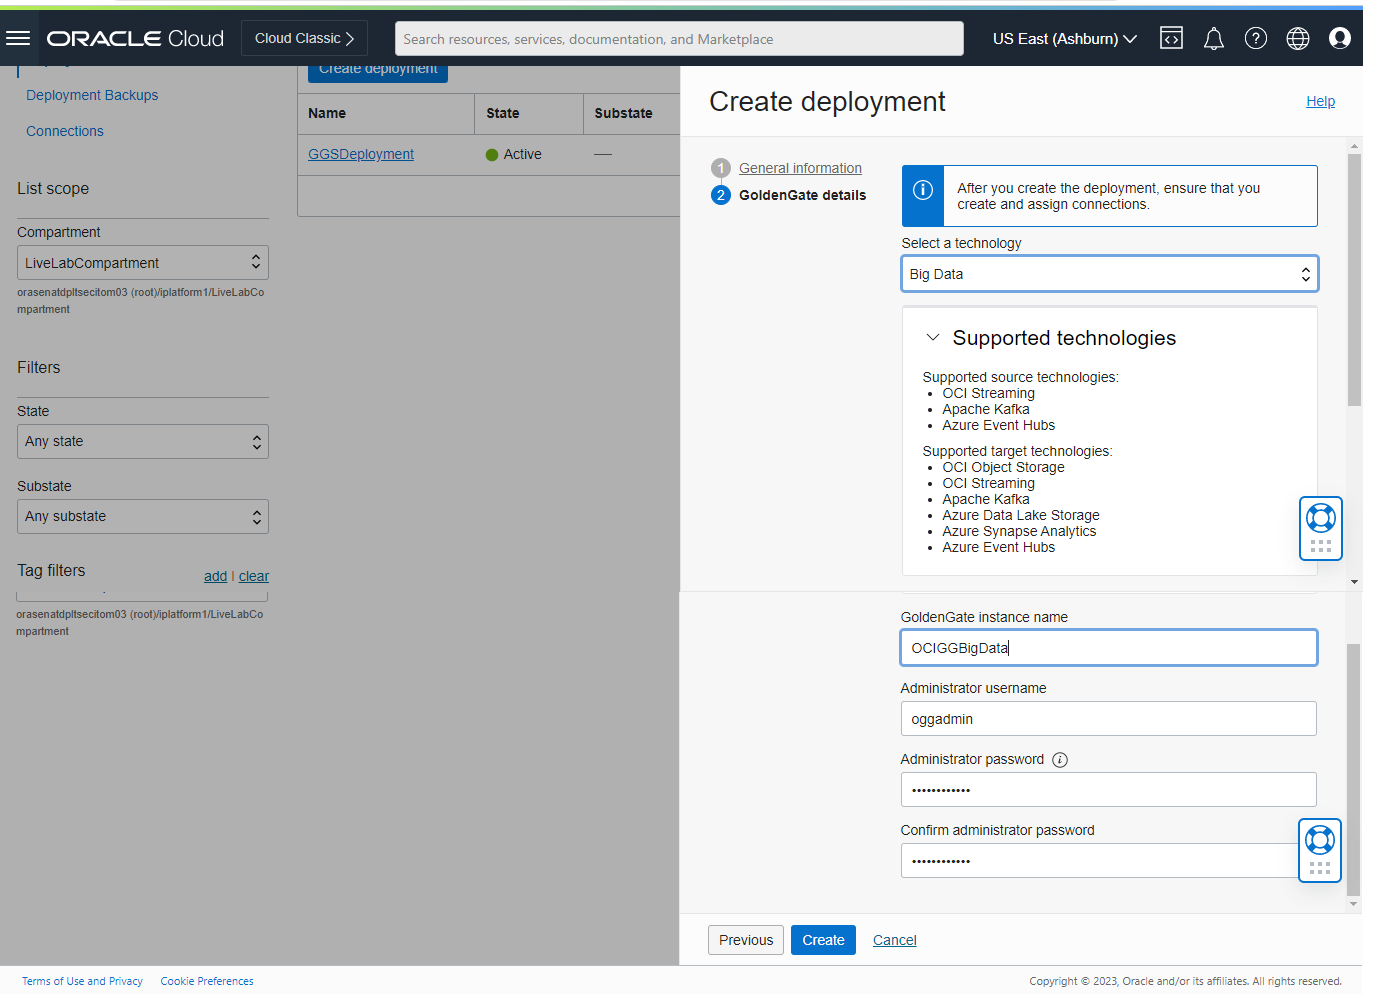 ORACLE Cloud
Cloud Classic
Search resources, services, documentation, and Marketplace
US East (Ashburn)
Deployment Backups
Connections
List scope
Compartment
LiveLabCompartment
orasenatdpltsecitom03 (root)/iplatform1/LiveLabCo
mpartment
Filters
State
Any state
Substate
Any substate
Tag filters
add | clear
orasenatdpltsecitom03 (root)/iplatform1/LiveLabCo
mpartment
Create deployment
Name State Substate
GGSDeployment Active —
Create deployment
Help
1 General information
2 GoldenGate details
After you create the deployment, ensure that you
create and assign connections.
Select a technology
Big Data
Supported technologies
Supported source technologies:
• OCI Streaming
• Apache Kafka
• Azure Event Hubs
Supported target technologies:
• OCI Object Storage
• OCI Streaming
• Apache Kafka
• Azure Data Lake Storage
• Azure Synapse Analytics
• Azure Event Hubs
GoldenGate instance name
OCIGGBigData
Administrator username
oggadmin
Administrator password
••••••••••••
Confirm administrator password
••••••••••••
Previous
Create
Cancel
Terms of Use and Privacy
Cookie Preferences
Copyright © 2023, Oracle and/or its affiliates. All rights reserved.